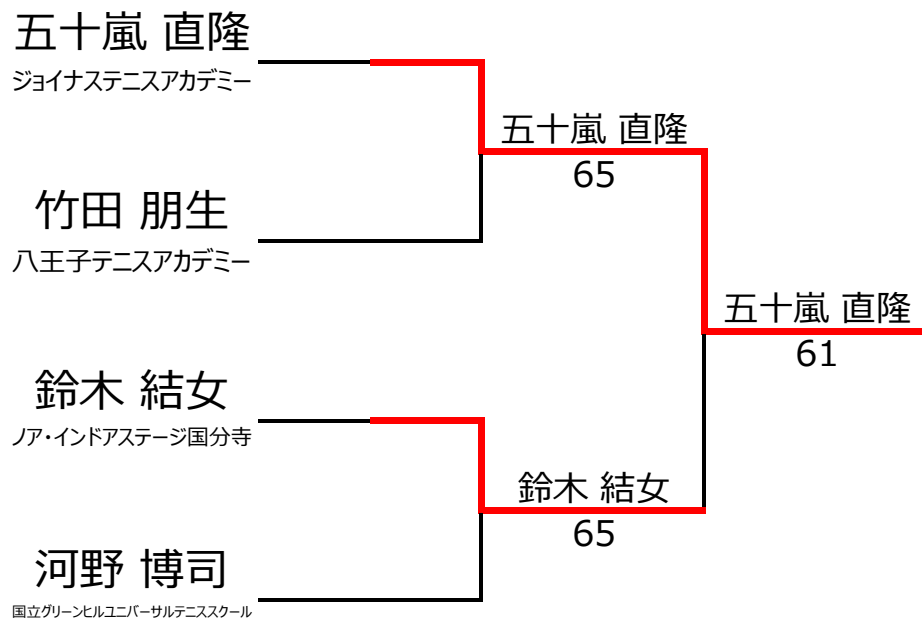 五十嵐 直隆
ジョイナステニスアカデミー
五十嵐 直隆
65
竹田 朋生
八王子テニスアカデミー
五十嵐 直隆
61
鈴木 結女
ノア・インドアステージ国分寺
鈴木 結女
65
河野 博司
国立グリーンヒルユニバーサルテニススクール